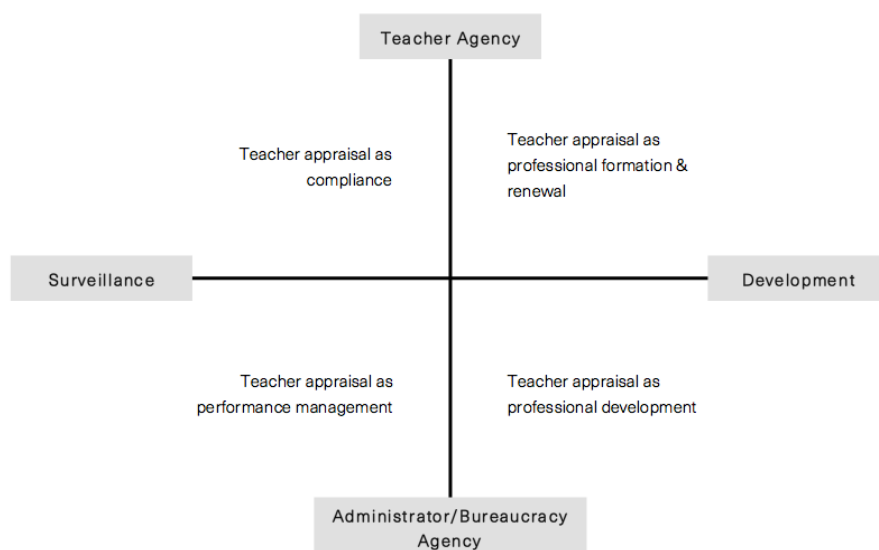 Teacher Agency
Teacher appraisal as
compliance
Teacher appraisal as
professional formation &
renewal
Surveillance
Development
Teacher appraisal as
performance management
Teacher appraisal as
professional development
Administrator/Bureaucracy
Agency